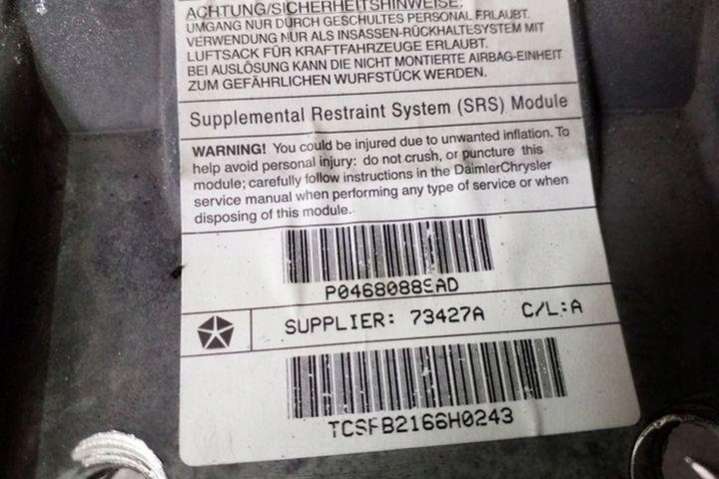 ACHTUNG/SICHERHEITSHINWEISE:
UMGANG NUR DURCH GESCHULTES PERSONAL ERLAUBT.
VERWENDUNG NUR ALS INSASSEN-RÜCKHALTESYSTEM MIT
LUFTSACK FÜR KRAFTFAHRZEUGE ERLAUBT.
BEI AUSLÖSUNG KANN DIE NICHT MONTIERTE AIRBAG-EINHEIT
ZUM GEFÄHRLICHEN WURFSTÜCK WERDEN.
Supplemental Restraint System (SRS) Module
WARNING! You could be injured due to unwanted inflation. To
help avoid personal injury: do not crush, or puncture this
module; carefully follow instructions in the DaimlerChrysler
service manual when performing any type of service or when
disposing of this module.
P04680885AD
SUPPLIER: 73427A C/L:A
TCSFB2166H0243